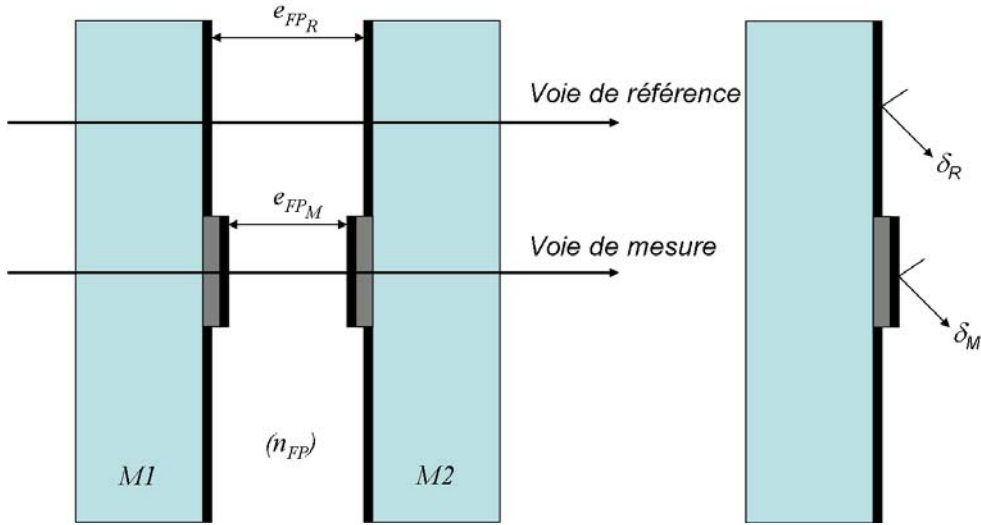 e_{FP_R}
Voie de référence
δ_R
e_{FP_M}
Voie de mesure
δ_M
M1
(n_{FP})
M2